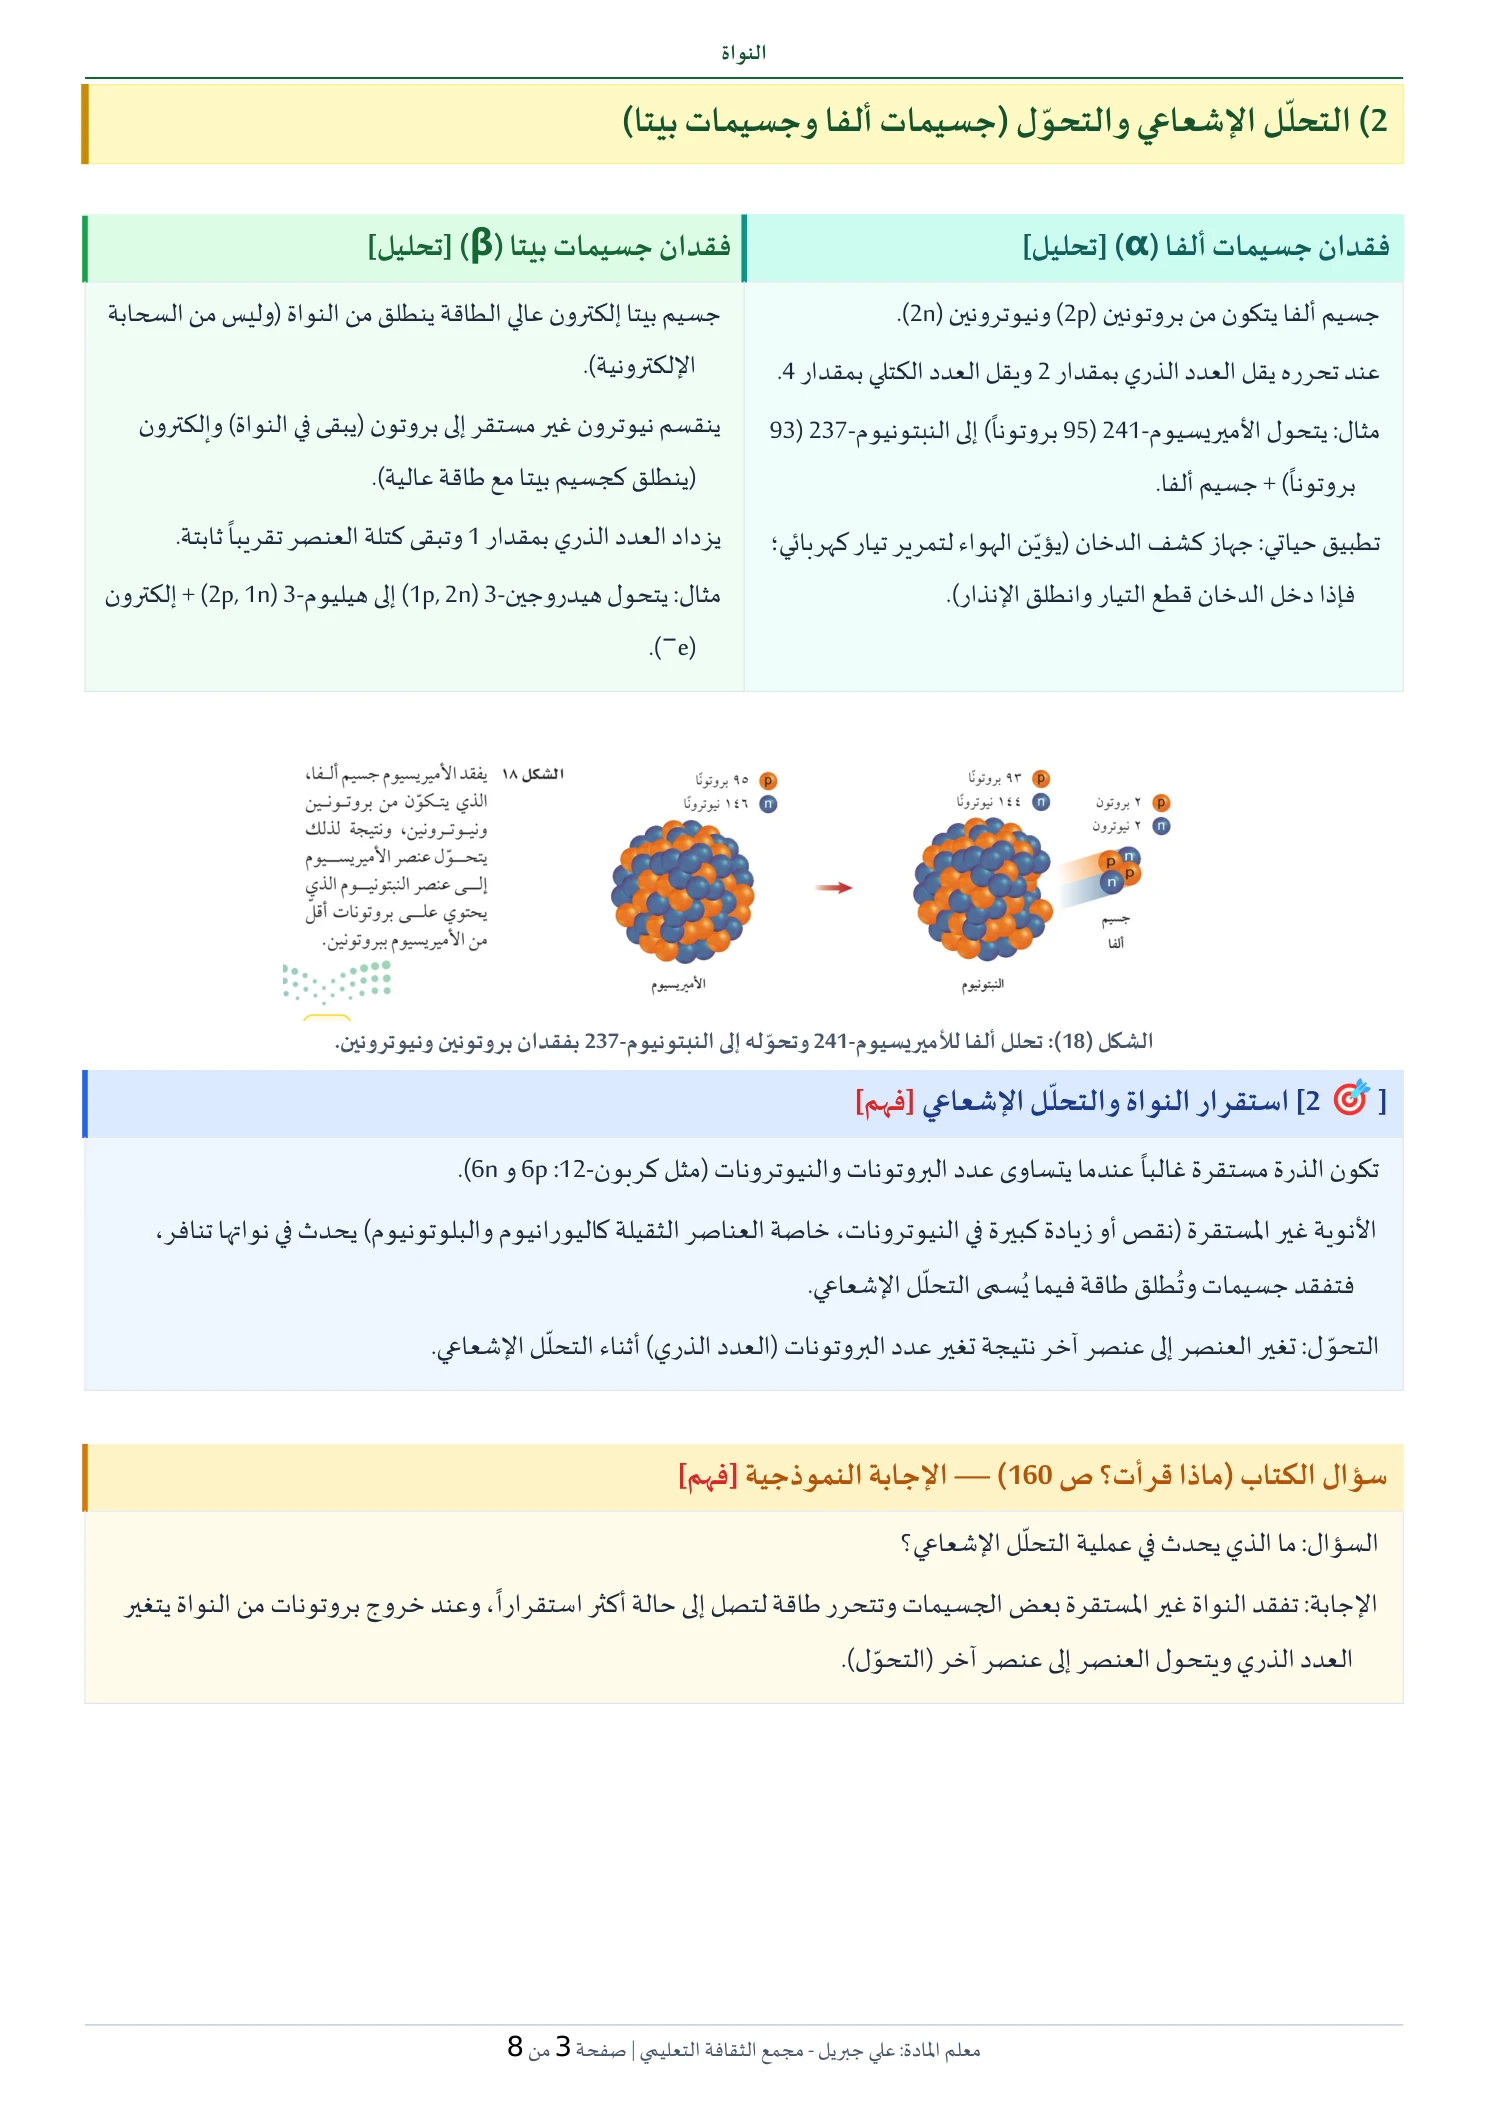 النواة
2) التحلّل الإشعاعي والتحوّل (جسيمات ألفا وجسيمات بيتا)
فقدان جسيمات ألفا (α) [تحليل]
جسيم ألفا يتكون من بروتونين (2p) ونيوترونين (2n).
عند تحرره يقل العدد الذري بمقدار 2 ويقل العدد الكتلي بمقدار 4.
مثال: يتحول الأميريسيوم-241 (95 بروتوناً) إلى النبتونيوم-237 (93
بروتوناً) + جسيم ألفا.
تطبيق حياتي: جهاز كشف الدخان (يؤيّن الهواء لتمرير تيار كهربائي؛
فإذا دخل الدخان قطع التيار وانطلق الإنذار).
فقدان جسيمات بيتا (β) [تحليل]
جسيم بيتا إلكترون عالي الطاقة ينطلق من النواة (وليس من السحابة
الإلكترونية).
ينقسم نيوترون غير مستقر إلى بروتون (يبقى في النواة) وإلكترون
(ينطلق كجسيم بيتا مع طاقة عالية).
يزداد العدد الذري بمقدار 1 وتبقى كتلة العنصر تقريباً ثابتة.
مثال: يتحول هيدروجين-3 (1p, 2n) إلى هيليوم-3 (2p, 1n) + إلكترون
(e⁻).
p ٢ بروتون
n ٢ نيوترون
n
p
p
n
جسيم
ألفا
p ٩٣ بروتونًا
n ١٤٤ نيوترونًا
النبتونيوم
p ٩٥ بروتونًا
n ١٤٦ نيوترونًا
الأميريسيوم
الشكل ١٨ يفقد الأميريسيوم جسيم ألفا،
الذي يتكوّن من بروتونين
ونيوترونين، ونتيجة لذلك
يتحوّل عنصر الأميريسيوم
إلى عنصر النبتونيوم الذي
يحتوي على بروتونات أقلّ
من الأميريسيوم ببروتونين.
الشكل (18): تحلل ألفا للأميريسيوم-241 وتحوّله إلى النبتونيوم-237 بفقدان بروتونين ونيوترونين.
[🎯 2] استقرار النواة والتحلّل الإشعاعي [فهم]
تكون الذرة مستقرة غالباً عندما يتساوى عدد البروتونات والنيوترونات (مثل كربون-12: 6p و 6n).
الأنوية غير المستقرة (نقص أو زيادة كبيرة في النيوترونات، خاصة العناصر الثقيلة كاليورانيوم والبلوتونيوم) يحدث في نواتها تنافر،
فتفقد جسيمات وتُطلق طاقة فيما يُسمى التحلّل الإشعاعي.
التحوّل: تغير العنصر إلى عنصر آخر نتيجة تغير عدد البروتونات (العدد الذري) أثناء التحلّل الإشعاعي.
سؤال الكتاب (ماذا قرأت؟ ص 160) — الإجابة النموذجية [فهم]
السؤال: ما الذي يحدث في عملية التحلّل الإشعاعي؟
الإجابة: تفقد النواة غير المستقرة بعض الجسيمات وتتحرر طاقة لتصل إلى حالة أكثر استقراراً، وعند خروج بروتونات من النواة يتغير
العدد الذري ويتحول العنصر إلى عنصر آخر (التحوّل).
معلم المادة: علي جبريل - مجمع الثقافة التعليمي | صفحة 3 من 8